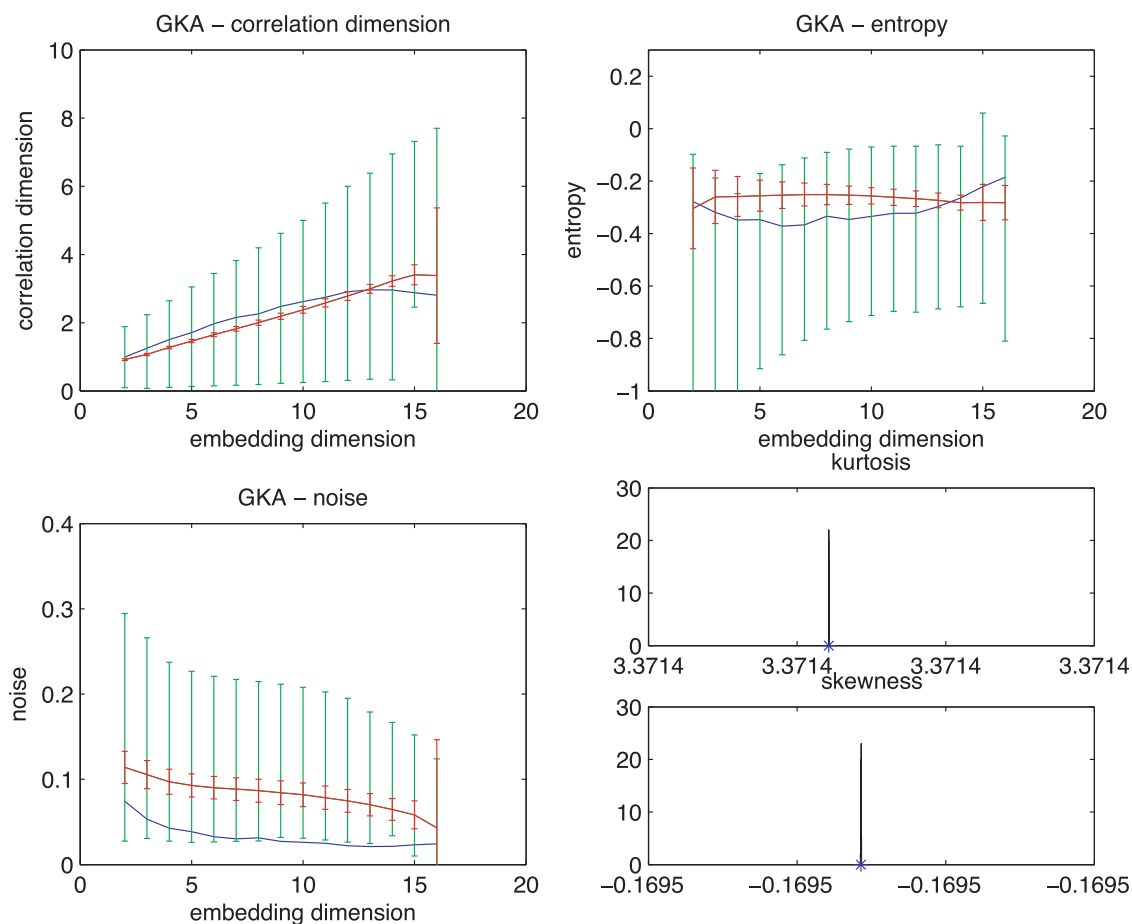 GKA – correlation dimension
10
8
6
4
2
0
correlation dimension
0 5 10 15 20
embedding dimension
GKA – entropy
0.2
0
−0.2
−0.4
−0.6
−0.8
−1
entropy
0 5 10 15 20
embedding dimension
GKA – noise
0.4
0.3
0.2
0.1
0
noise
0 5 10 15 20
embedding dimension
kurtosis
30
20
10
0
3.3714 3.3714 3.3714 3.3714
skewness
30
20
10
0
−0.1695 −0.1695 −0.1695 −0.1695